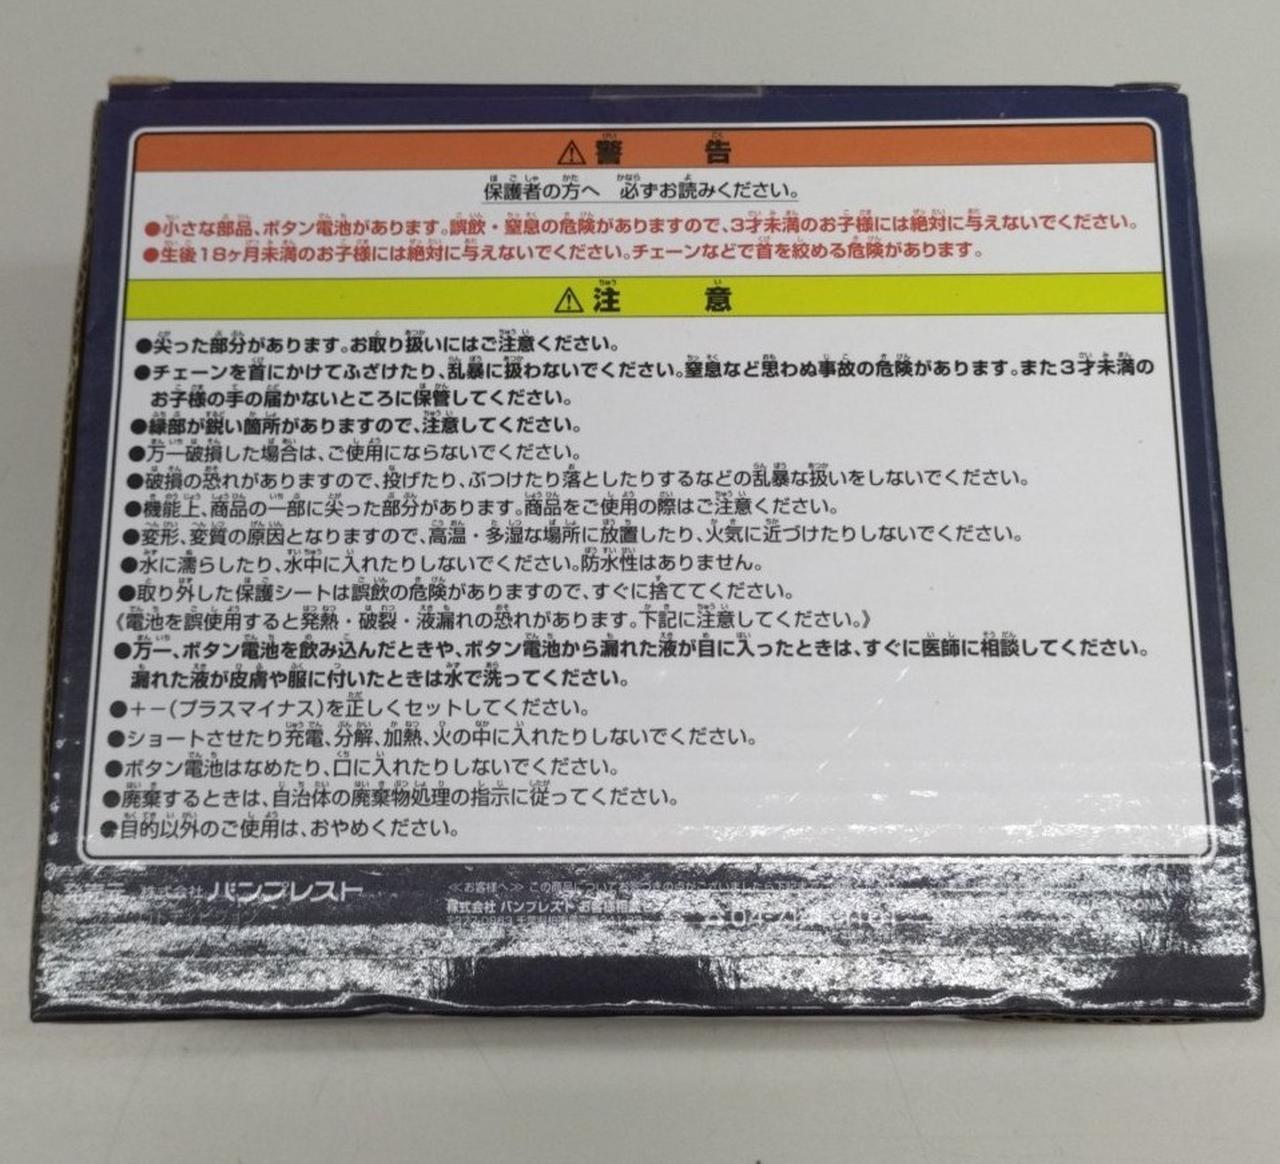 ⚠警 告
保護者の方へ 必ずお読みください。
●小さな部品、ボタン電池があります。誤飲・窒息の危険がありますので、3才未満のお子様には絶対に与えないでください。
●生後18ヶ月未満のお子様には絶対に与えないでください。チェーンなどで首を絞める危険があります。
⚠注 意
●尖った部分があります。お取り扱いにはご注意ください。
●チェーンを首にかけてふざけたり、乱暴に扱わないでください。窒息など思わぬ事故の危険があります。また3才未満の
お子様の手の届かないところに保管してください。
●縁部が鋭い箇所がありますので、注意してください。
●万一破損した場合は、ご使用にならないでください。
●破損の恐れがありますので、投げたり、ぶつけたり落としたりするなどの乱暴な扱いをしないでください。
●機能上、商品の一部に尖った部分があります。商品をご使用の際はご注意ください。
●変形、変質の原因となりますので、高温・多湿な場所に放置したり、火気に近づけたりしないでください。
●水に濡らしたり、水中に入れたりしないでください。防水性はありません。
●取り外した保護シートは誤飲の危険がありますので、すぐに捨ててください。
《電池を誤使用すると発熱・破裂・液漏れの恐れがあります。下記に注意してください。》
●万一、ボタン電池を飲み込んだときや、ボタン電池から漏れた液が目に入ったときは、すぐに医師に相談してください。
漏れた液が皮膚や服に付いたときは水で洗ってください。
●+−(プラスマイナス)を正しくセットしてください。
●ショートさせたり充電、分解、加熱、火の中に入れたりしないでください。
●ボタン電池はなめたり、口に入れたりしないでください。
●廃棄するときは、自治体の廃棄物処理の指示に従ってください。
●目的以外のご使用は、おやめください。
発売元 株式会社 バンプレスト
≪お客様へ≫ この商品について
株式会社 バンプレスト お客様相談